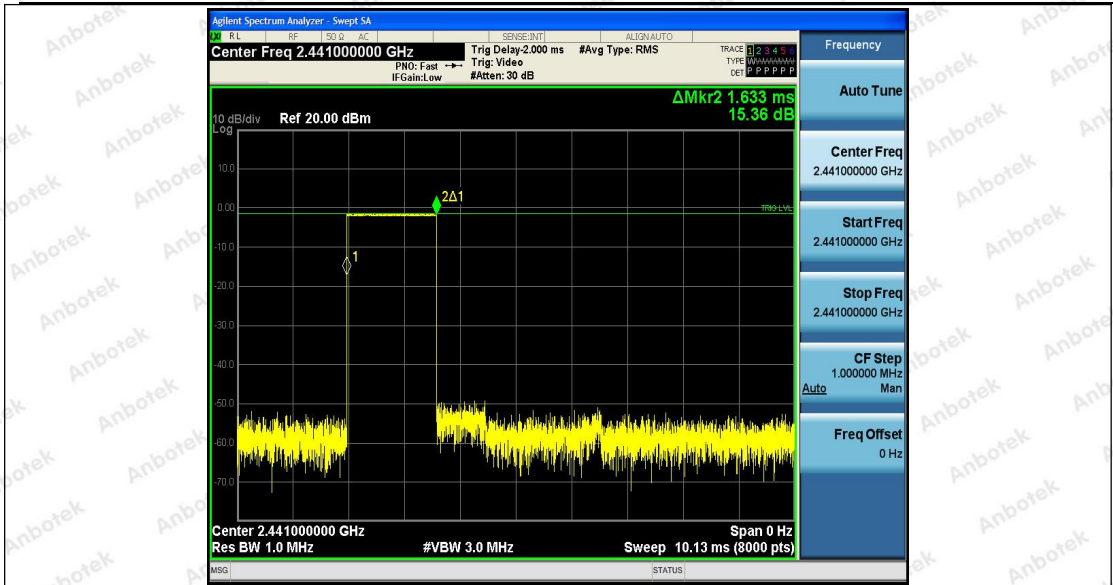 Agilent Spectrum Analyzer - Swept SA
RL RF 50 Ω AC SENSE:INT ALIGN AUTO
Center Freq 2.441000000 GHz
PNO: Fast
IFGain:Low
Trig Delay-2.000 ms
Trig: Video
#Atten: 30 dB
#Avg Type: RMS
TRACE 1 2 3 4 5 6
TYPE
DET P P P P P P
ΔMkr2 1.633 ms
15.36 dB
10 dB/div Ref 20.00 dBm
Log
10.0
0.00
-10.0
-20.0
-30.0
-40.0
-50.0
-60.0
-70.0
2Δ1
1
TRIG LVL
Center 2.441000000 GHz Span 0 Hz
Res BW 1.0 MHz #VBW 3.0 MHz Sweep 10.13 ms (8000 pts)
MSG STATUS
Frequency
Auto Tune
Center Freq
2.441000000 GHz
Start Freq
2.441000000 GHz
Stop Freq
2.441000000 GHz
CF Step
1.000000 MHz
Auto Man
Freq Offset
0 Hz
Anbotek